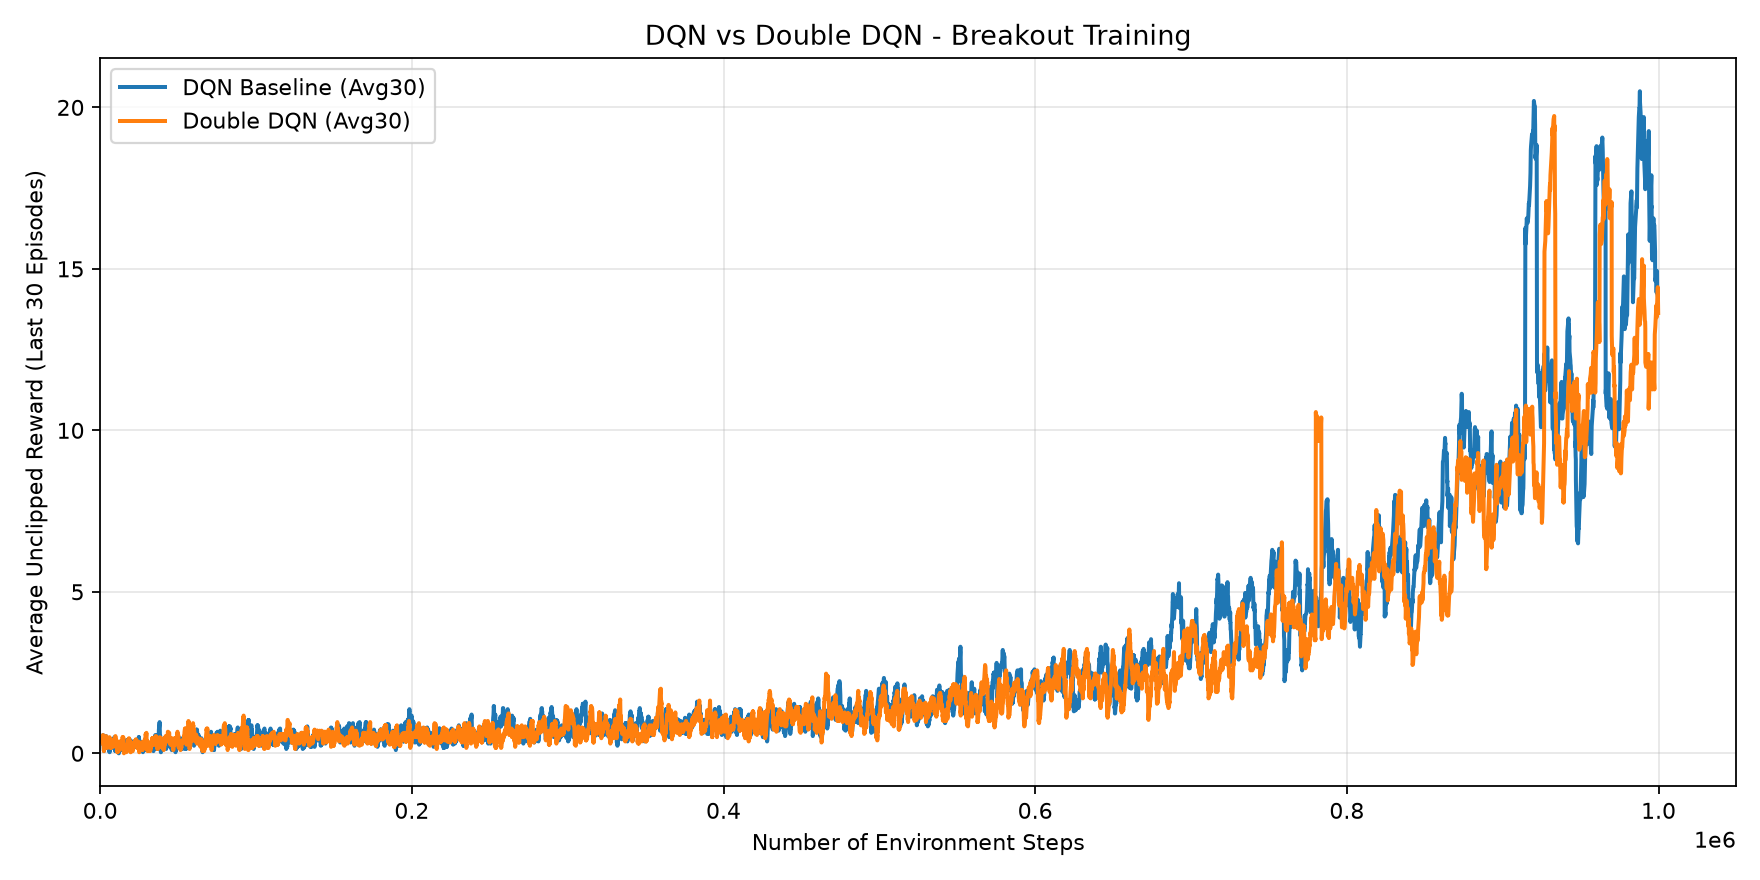 DQN vs Double DQN - Breakout Training
DQN Baseline (Avg30)
Double DQN (Avg30)
Average Unclipped Reward (Last 30 Episodes)
20
15
10
5
0
0.0 0.2 0.4 0.6 0.8 1.0
1e6
Number of Environment Steps